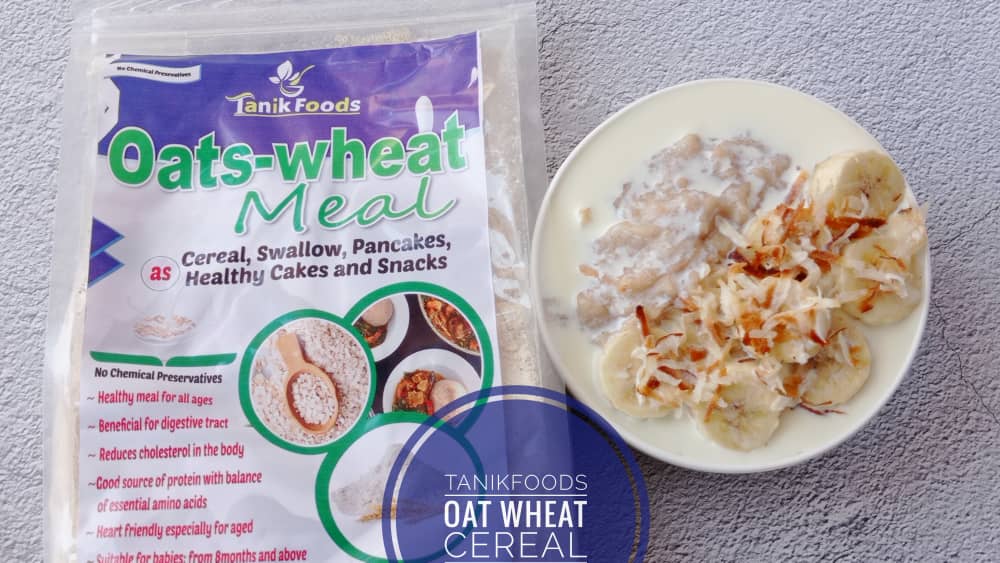 No Chemical Preservatives
Tanik Foods
Oats-wheat
Meal
as
Cereal, Swallow, Pancakes,
Healthy Cakes and Snacks
No Chemical Preservatives
~ Healthy meal for all ages
~ Beneficial for digestive tract
~ Reduces cholesterol in the body
~Good source of protein with balance
of essential amino acids
~Heart friendly especially for aged
~Suitable for babies; from 8months and above
TANIKFOODS
OAT WHEAT
CEREAL